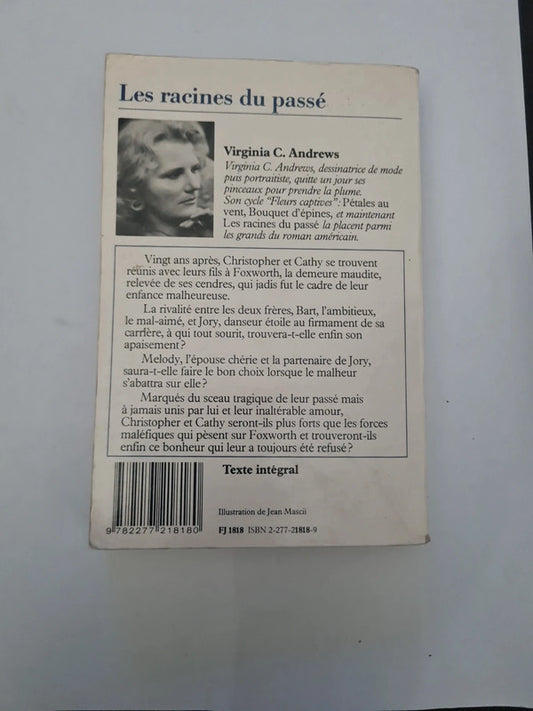 Les racines du passé
Virginia C. Andrews
Virginia C. Andrews, dessinatrice de mode
puis portraitiste, quitte un jour ses
pinceaux pour prendre la plume.
Son cycle "Fleurs captives" : Pétales au
vent, Bouquet d'épines, et maintenant
Les racines du passé la placent parmi
les grands du roman américain.
Vingt ans après, Christopher et Cathy se trouvent
réunis avec leurs fils à Foxworth, la demeure maudite,
relevée de ses cendres, qui jadis fut le cadre de leur
enfance malheureuse.
La rivalité entre les deux frères, Bart, l'ambitieux,
le mal-aimé, et Jory, danseur étoile au firmament de sa
carrière, à qui tout sourit, trouvera-t-elle enfin son
apaisement ?
Melody, l'épouse chérie et la partenaire de Jory,
saura-t-elle faire le bon choix lorsque le malheur
s'abattra sur elle ?
Marqués du sceau tragique de leur passé mais
à jamais unis par lui et leur inaltérable amour,
Christopher et Cathy seront-ils plus forts que les forces
maléfiques qui pèsent sur Foxworth et trouveront-ils
enfin ce bonheur qui leur a toujours été refusé ?
Texte intégral
Illustration de Jean Mascii
9 782277 218180
FJ 1818 ISBN 2-277-21818-9